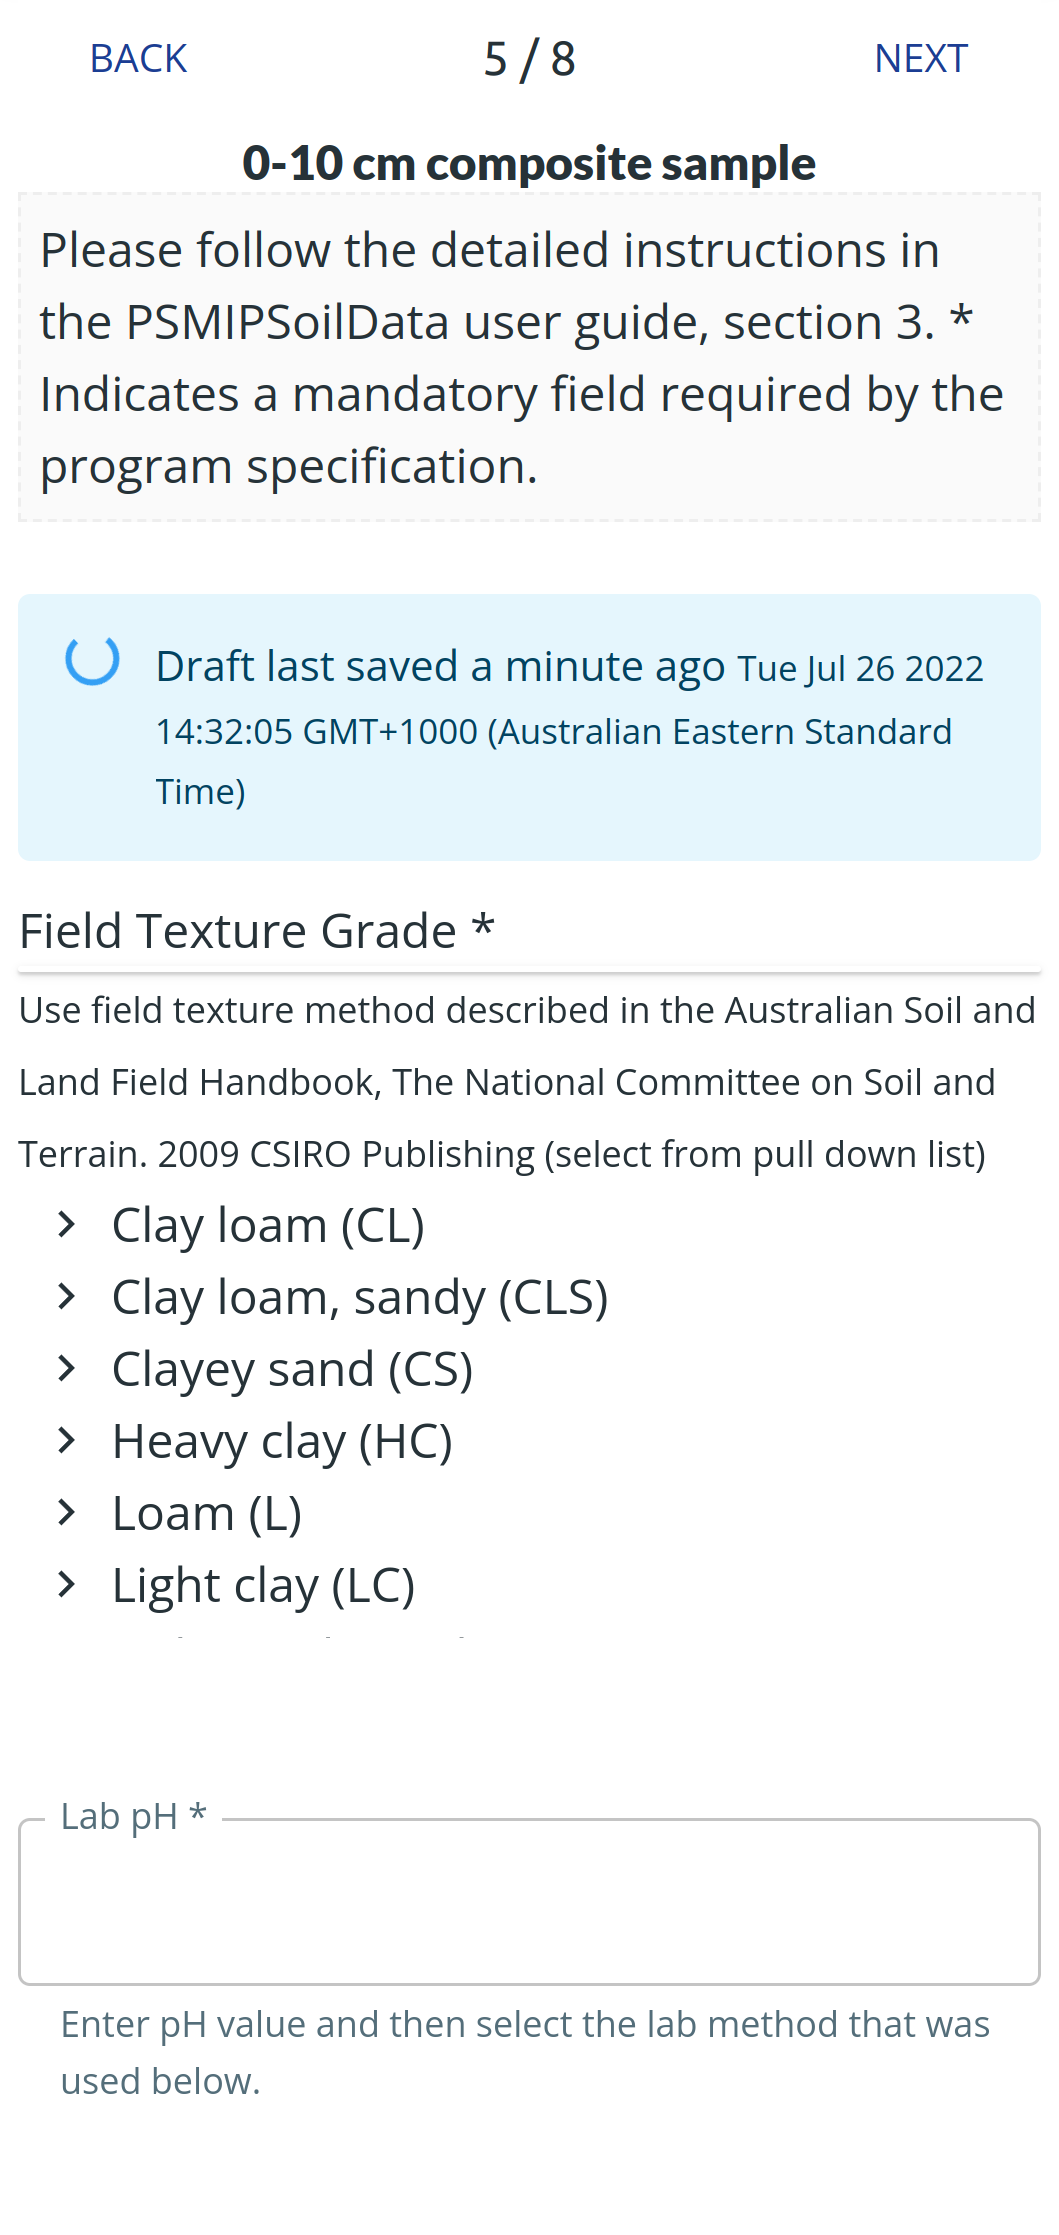 BACK 5 / 8 NEXT
0-10 cm composite sample
Please follow the detailed instructions in
the PSMIPSoilData user guide, section 3. *
Indicates a mandatory field required by the
program specification.
Draft last saved a minute ago Tue Jul 26 2022
14:32:05 GMT+1000 (Australian Eastern Standard
Time)
Field Texture Grade *
Use field texture method described in the Australian Soil and
Land Field Handbook, The National Committee on Soil and
Terrain. 2009 CSIRO Publishing (select from pull down list)
Clay loam (CL)
Clay loam, sandy (CLS)
Clayey sand (CS)
Heavy clay (HC)
Loam (L)
Light clay (LC)
Lab pH *
Enter pH value and then select the lab method that was
used below.